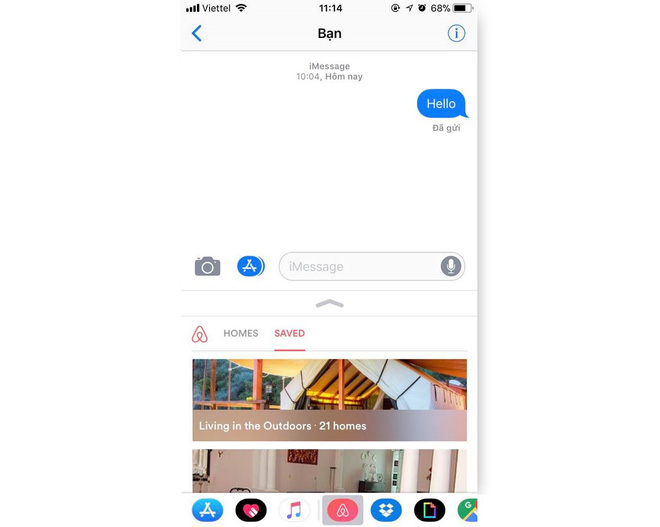 Viettel 11:14 68%
Bạn
iMessage
10:04, Hôm nay
Hello
Đã gửi
iMessage
HOMES SAVED
Living in the Outdoors · 21 homes
G